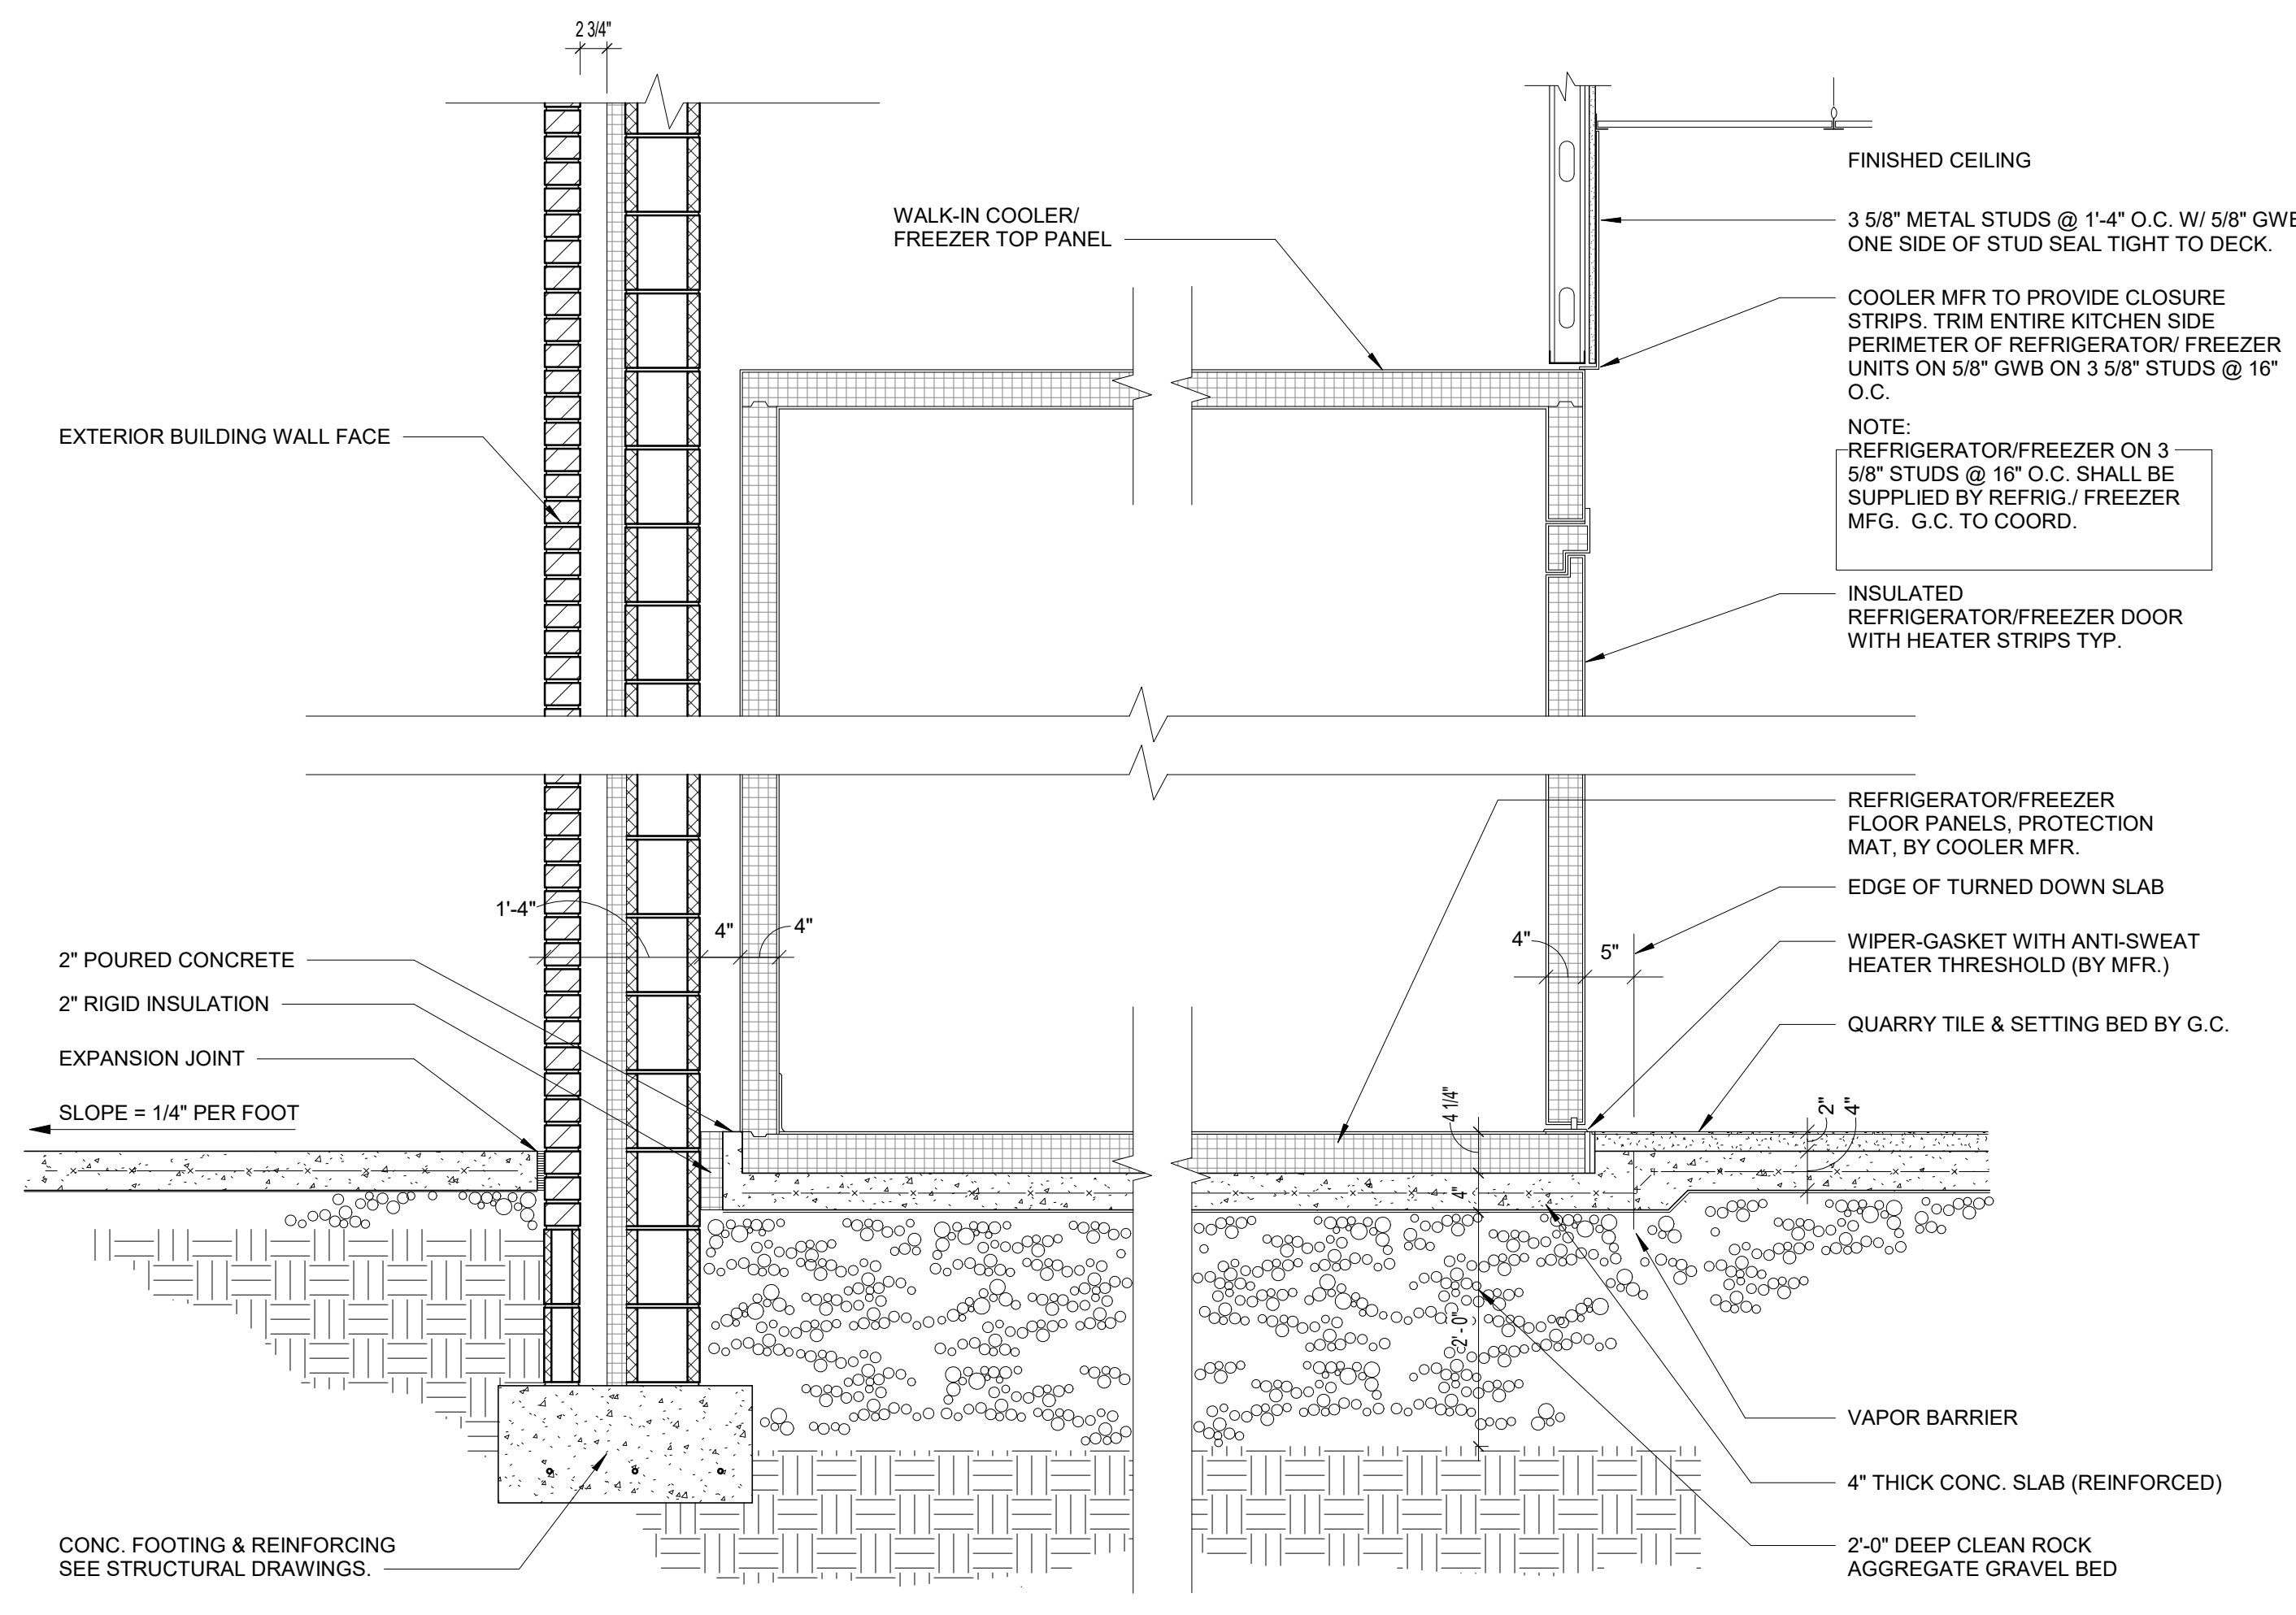 2 3/4"
FINISHED CEILING
3 5/8" METAL STUDS @ 1'-4" O.C. W/ 5/8" GWB
ONE SIDE OF STUD SEAL TIGHT TO DECK.
WALK-IN COOLER/
FREEZER TOP PANEL
COOLER MFR TO PROVIDE CLOSURE
STRIPS. TRIM ENTIRE KITCHEN SIDE
PERIMETER OF REFRIGERATOR/ FREEZER
UNITS ON 5/8" GWB ON 3 5/8" STUDS @ 16"
O.C.
NOTE:
REFRIGERATOR/FREEZER ON 3
5/8" STUDS @ 16" O.C. SHALL BE
SUPPLIED BY REFRIG./ FREEZER
MFG. G.C. TO COORD.
EXTERIOR BUILDING WALL FACE
INSULATED
REFRIGERATOR/FREEZER DOOR
WITH HEATER STRIPS TYP.
REFRIGERATOR/FREEZER
FLOOR PANELS, PROTECTION
MAT, BY COOLER MFR.
EDGE OF TURNED DOWN SLAB
1'-4"
4"
4"
4"
5"
WIPER-GASKET WITH ANTI-SWEAT
HEATER THRESHOLD (BY MFR.)
2" POURED CONCRETE
2" RIGID INSULATION
QUARRY TILE & SETTING BED BY G.C.
EXPANSION JOINT
SLOPE = 1/4" PER FOOT
4 1/4"
2"
4"
4"
2'-0"
VAPOR BARRIER
4" THICK CONC. SLAB (REINFORCED)
CONC. FOOTING & REINFORCING
SEE STRUCTURAL DRAWINGS.
2'-0" DEEP CLEAN ROCK
AGGREGATE GRAVEL BED